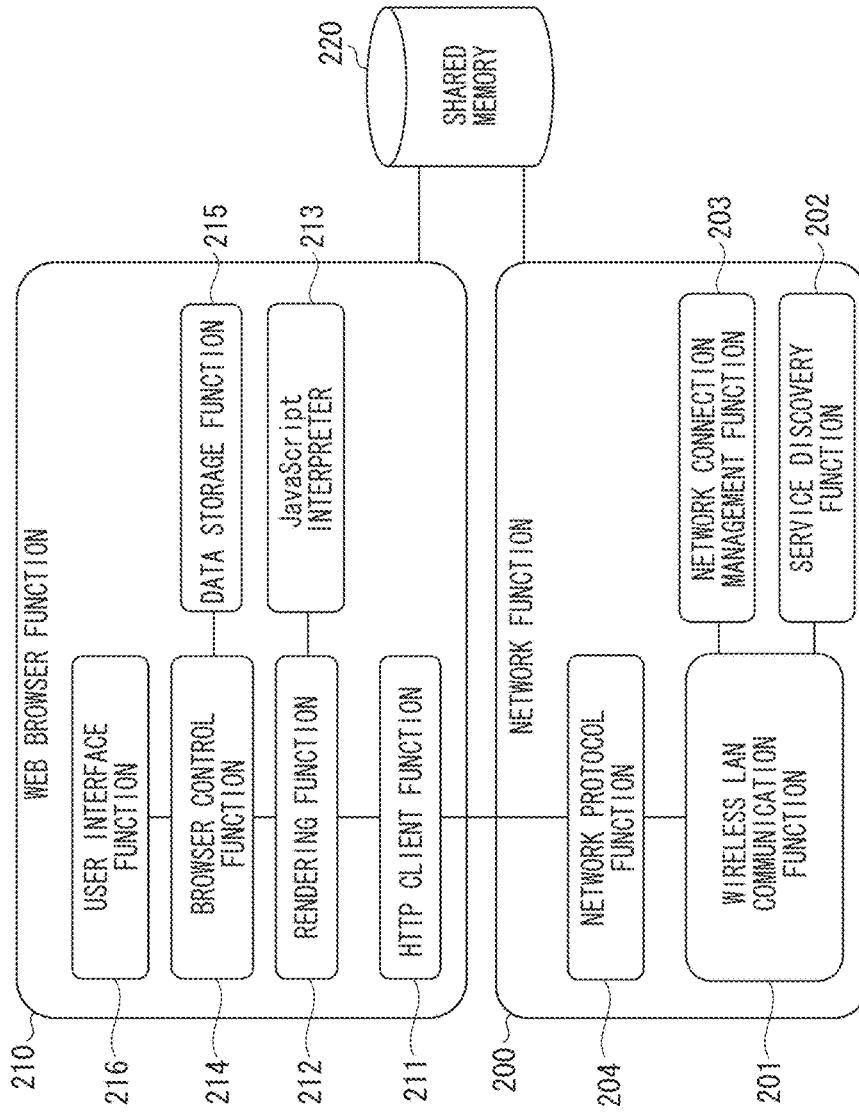 210
WEB BROWSER FUNCTION
216
USER INTERFACE
FUNCTION
214
BROWSER CONTROL
FUNCTION
DATA STORAGE FUNCTION
215
212
RENDERING FUNCTION
JavaScript
INTERPRETER
213
211
HTTP CLIENT FUNCTION
220
SHARED
MEMORY
200
NETWORK FUNCTION
204
NETWORK PROTOCOL
FUNCTION
201
WIRELESS LAN
COMMUNICATION
FUNCTION
NETWORK CONNECTION
MANAGEMENT FUNCTION
203
SERVICE DISCOVERY
FUNCTION
202